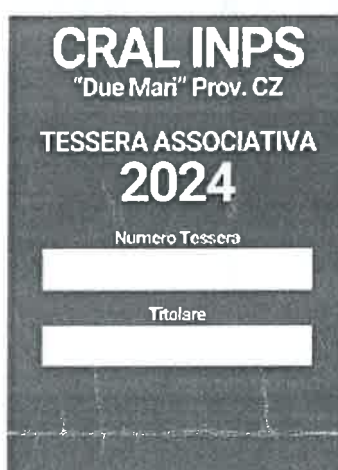 CRAL INPS
"Due Mari" Prov. CZ
TESSERA ASSOCIATIVA
2024
Numero Tessera
Titolare